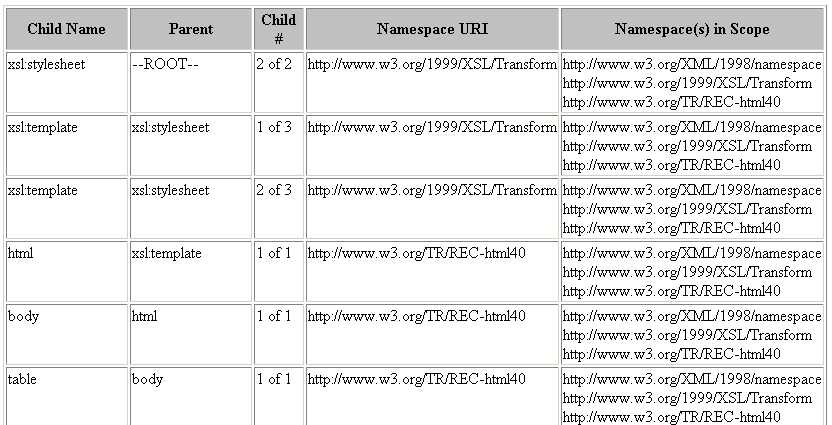 Child Name Parent Child # Namespace URI Namespace(s) in Scope
xsl:stylesheet --ROOT-- 2 of 2 http://www.w3.org/1999/XSL/Transform http://www.w3.org/XML/1998/namespace
http://www.w3.org/1999/XSL/Transform
http://www.w3.org/TR/REC-html40
xsl:template xsl:stylesheet 1 of 3 http://www.w3.org/1999/XSL/Transform http://www.w3.org/XML/1998/namespace
http://www.w3.org/1999/XSL/Transform
http://www.w3.org/TR/REC-html40
xsl:template xsl:stylesheet 2 of 3 http://www.w3.org/1999/XSL/Transform http://www.w3.org/XML/1998/namespace
http://www.w3.org/1999/XSL/Transform
http://www.w3.org/TR/REC-html40
html xsl:template 1 of 1 http://www.w3.org/TR/REC-html40 http://www.w3.org/XML/1998/namespace
http://www.w3.org/1999/XSL/Transform
http://www.w3.org/TR/REC-html40
body html 1 of 1 http://www.w3.org/TR/REC-html40 http://www.w3.org/XML/1998/namespace
http://www.w3.org/1999/XSL/Transform
http://www.w3.org/TR/REC-html40
table body 1 of 1 http://www.w3.org/TR/REC-html40 http://www.w3.org/XML/1998/namespace
http://www.w3.org/1999/XSL/Transform
http://www.w3.org/TR/REC-html40